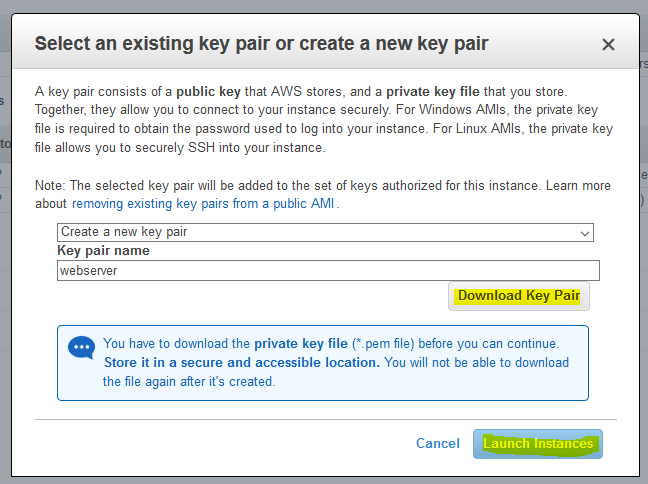 Select an existing key pair or create a new key pair
A key pair consists of a public key that AWS stores, and a private key file that you store.
Together, they allow you to connect to your instance securely. For Windows AMIs, the private key
file is required to obtain the password used to log into your instance. For Linux AMIs, the private key
file allows you to securely SSH into your instance.
Note: The selected key pair will be added to the set of keys authorized for this instance. Learn more
about removing existing key pairs from a public AMI.
Create a new key pair
Key pair name
webserver
Download Key Pair
You have to download the private key file (*.pem file) before you can continue.
Store it in a secure and accessible location. You will not be able to download
the file again after it's created.
Cancel
Launch Instances